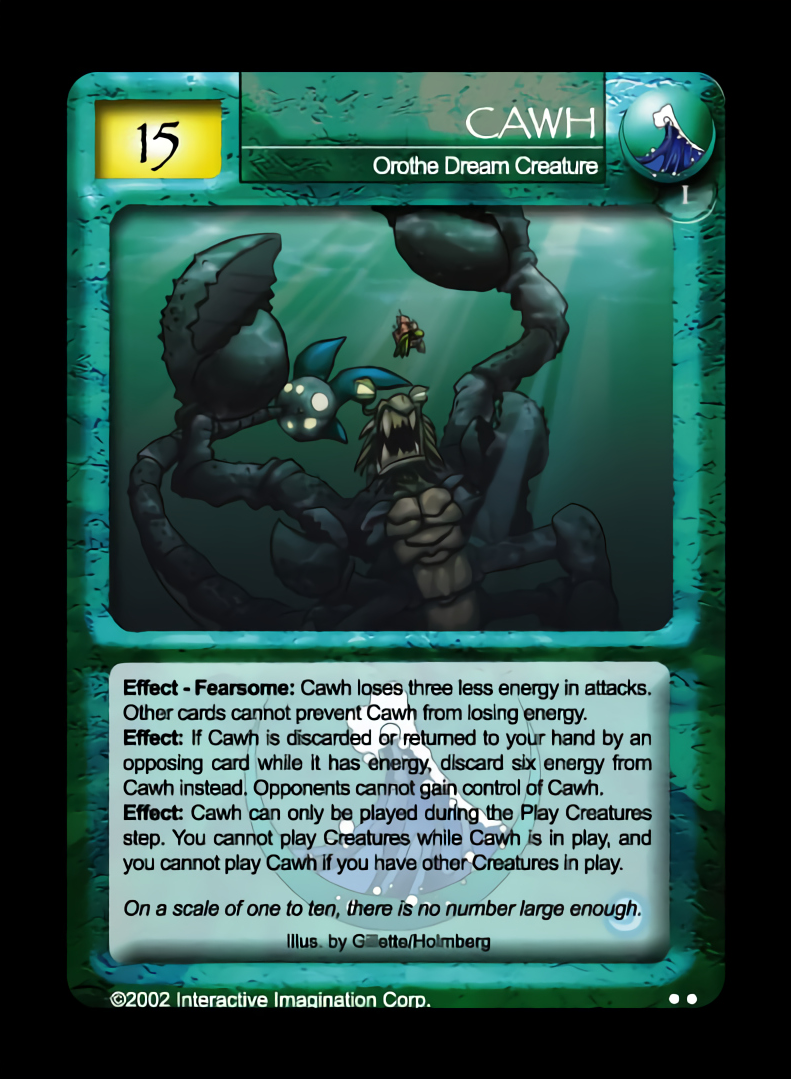 15
CAWH
Orothe Dream Creature
I
Effect - Fearsome: Cawh loses three less energy in attacks.
Other cards cannot prevent Cawh from losing energy.
Effect: If Cawh is discarded or returned to your hand by an
opposing card while it has energy, discard six energy from
Cawh instead. Opponents cannot gain control of Cawh.
Effect: Cawh can only be played during the Play Creatures
step. You cannot play Creatures while Cawh is in play, and
you cannot play Cawh if you have other Creatures in play.
On a scale of one to ten, there is no number large enough.
Illus. by /Holmberg
©2002 Interactive Imagination Corp.